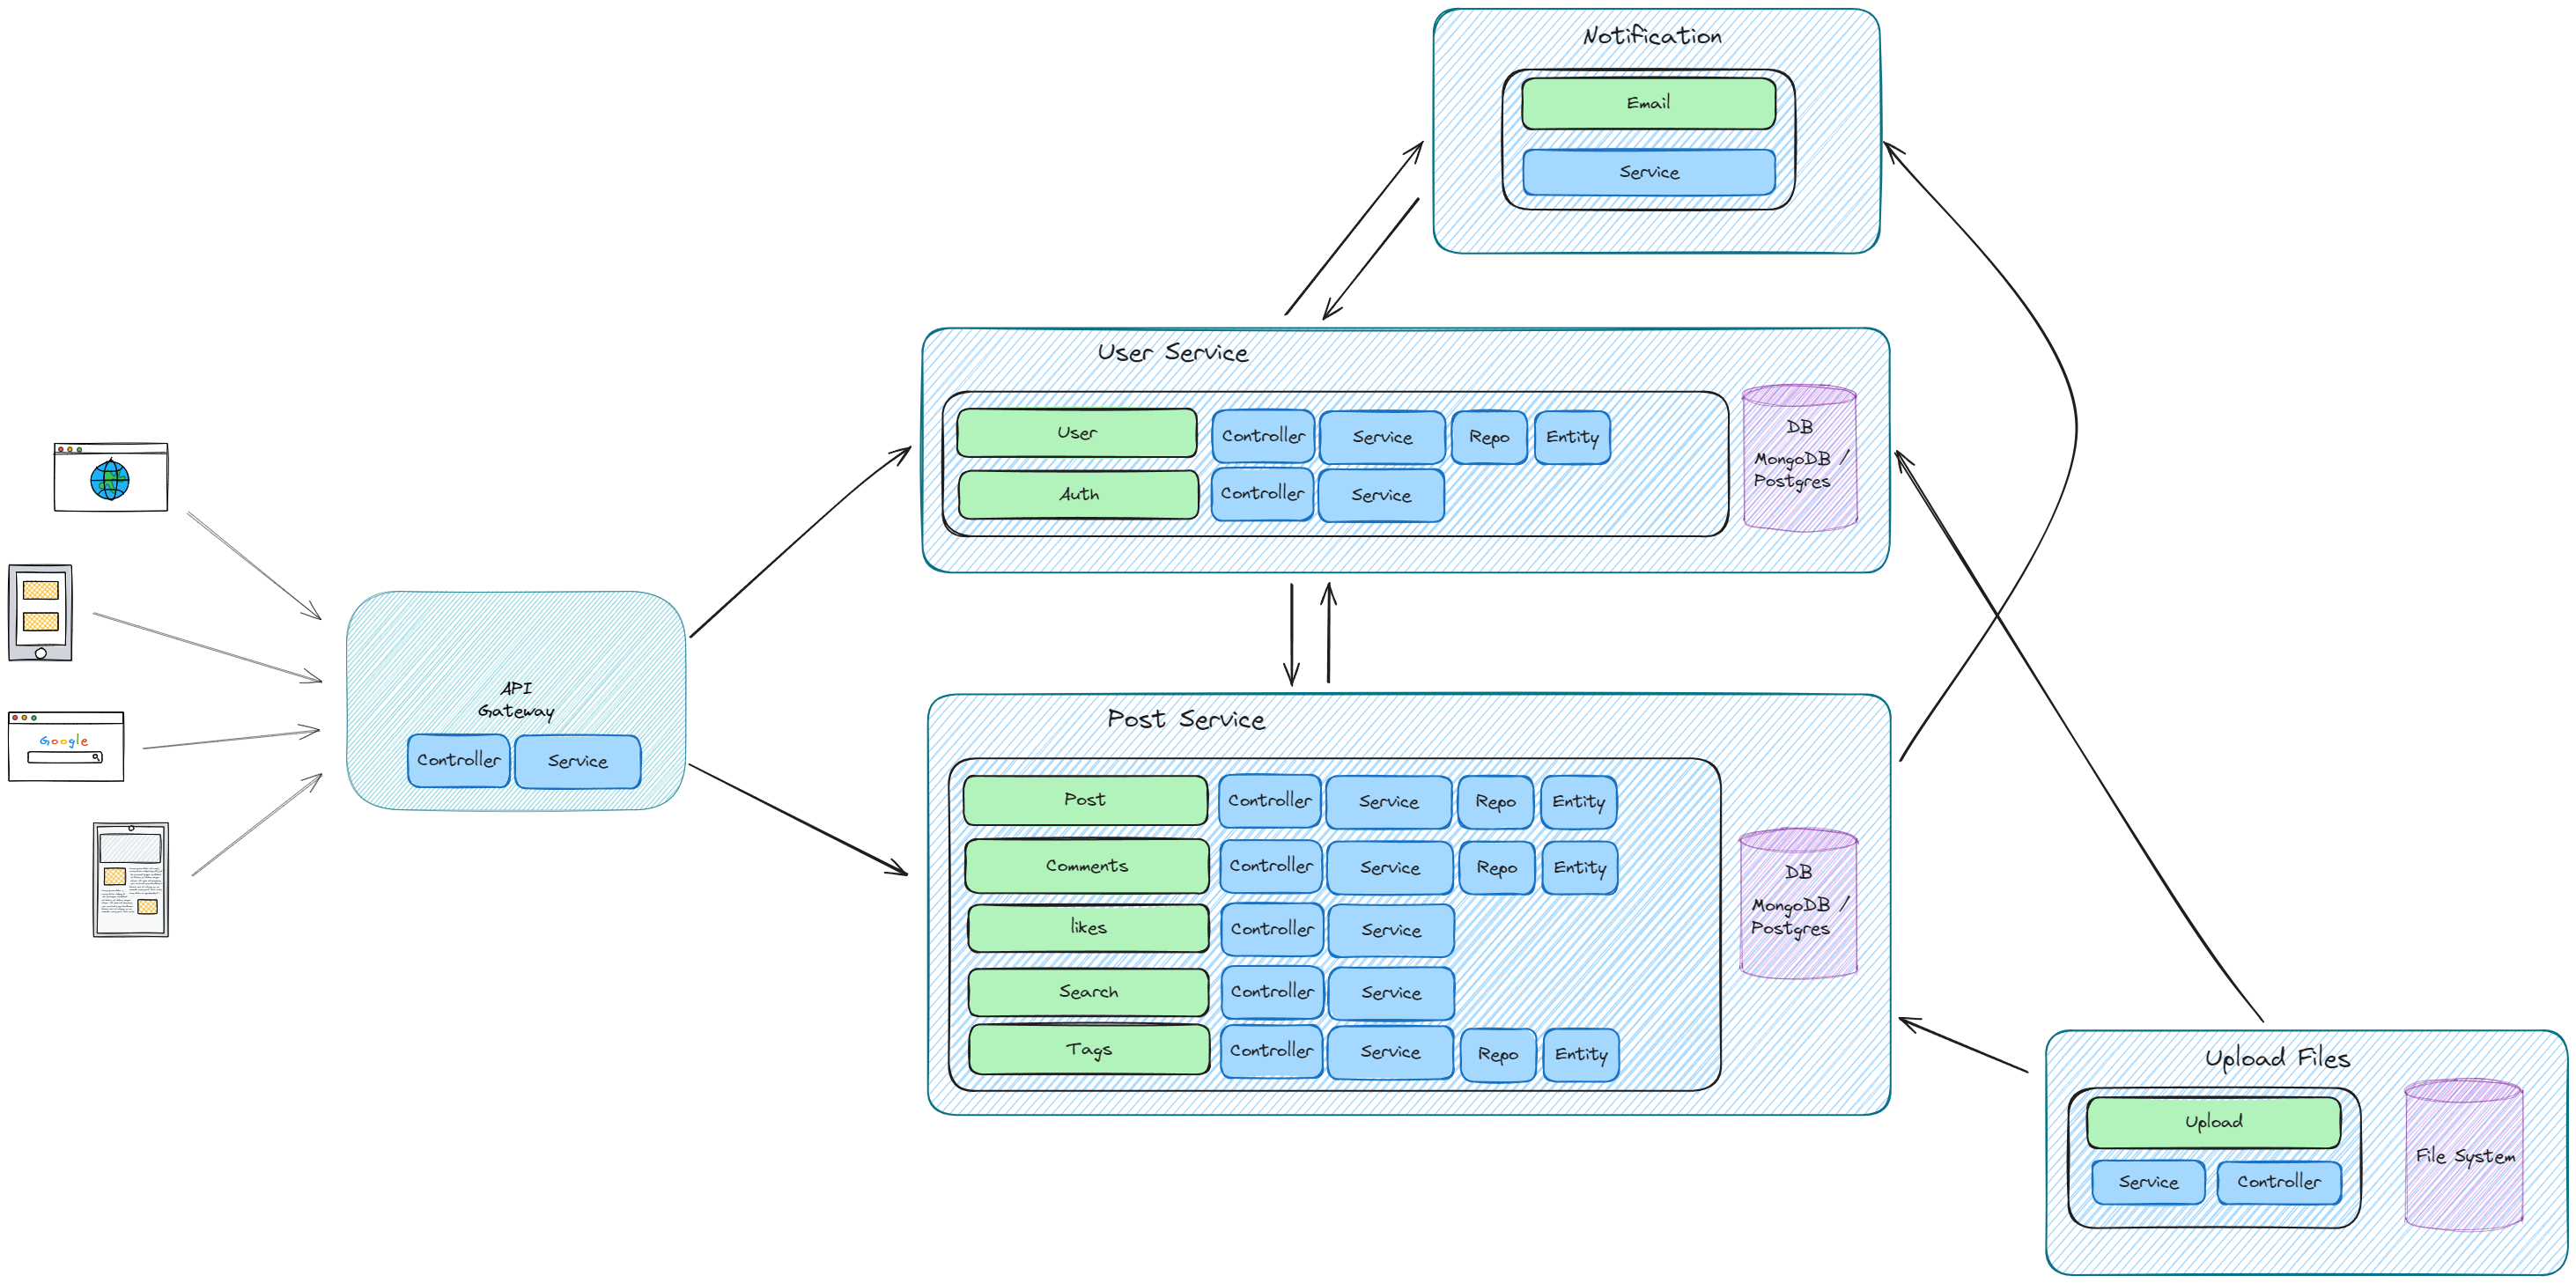 Notification
Email
Service
User Service
User
Controller
Service
Repo
Entity
Auth
Controller
Service
DB
MongoDB /
Postgres
Google
API
Gateway
Controller
Service
Post Service
Post
Controller
Service
Repo
Entity
Comments
Controller
Service
Repo
Entity
likes
Controller
Service
Search
Controller
Service
Tags
Controller
Service
Repo
Entity
DB
MongoDB /
Postgres
Upload Files
Upload
Service
Controller
File System